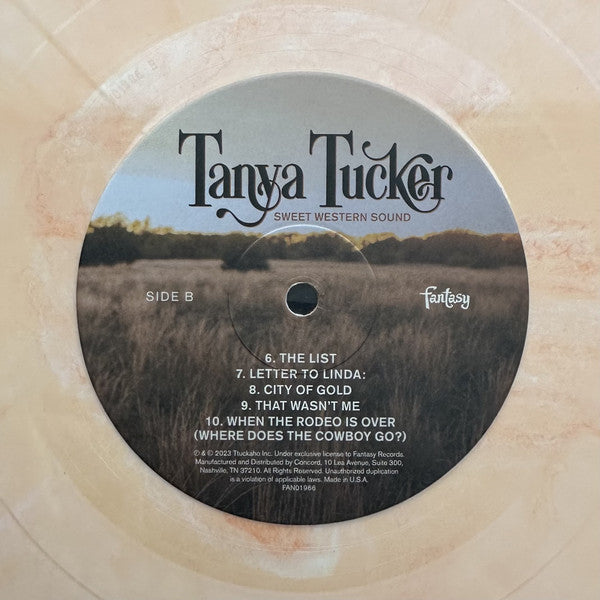 Tanya Tucker
SWEET WESTERN SOUND
SIDE B
fantasy
6. THE LIST
7. LETTER TO LINDA:
8. CITY OF GOLD
9. THAT WASN'T ME
10. WHEN THE RODEO IS OVER
(WHERE DOES THE COWBOY GO?)
℗ & © 2023 Ttuckaho Inc. Under exclusive license to Fantasy Records.
Manufactured and Distributed by Concord, 10 Lea Avenue, Suite 300,
Nashville, TN 37210. All Rights Reserved. Unauthorized duplication
is a violation of applicable laws. Made in U.S.A.
FAN01966